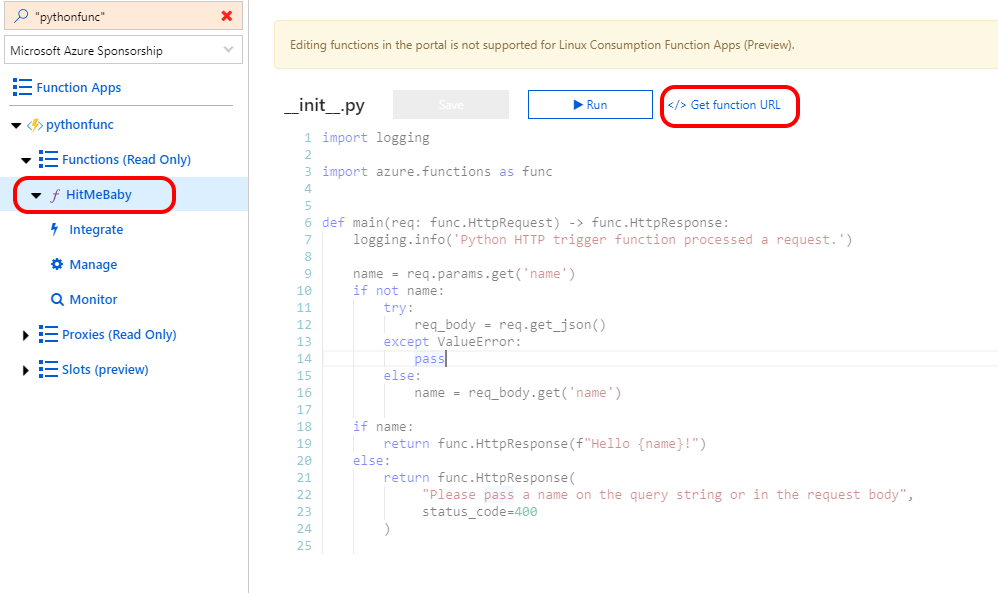 "pythonfunc"
Microsoft Azure Sponsorship
Function Apps
pythonfunc
Functions (Read Only)
f HitMeBaby
Integrate
Manage
Monitor
Proxies (Read Only)
Slots (preview)
Editing functions in the portal is not supported for Linux Consumption Function Apps (Preview).
__init__.py Save Run </> Get function URL
1 import logging
2
3 import azure.functions as func
4
5
6 def main(req: func.HttpRequest) -> func.HttpResponse:
7     logging.info('Python HTTP trigger function processed a request.')
8
9     name = req.params.get('name')
10     if not name:
11         try:
12             req_body = req.get_json()
13         except ValueError:
14             pass
15         else:
16             name = req_body.get('name')
17
18     if name:
19         return func.HttpResponse(f"Hello {name}!")
20     else:
21         return func.HttpResponse(
22              "Please pass a name on the query string or in the request body",
23              status_code=400
24         )
25